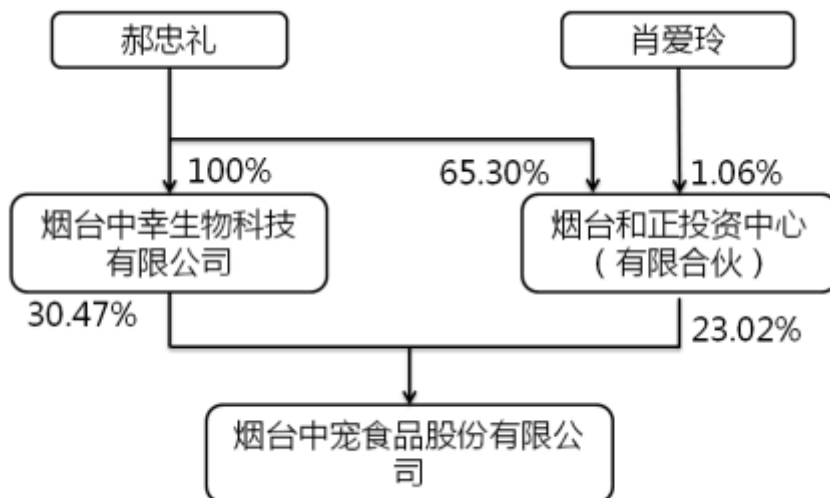 郝忠礼
肖爱玲
100%
65.30%
1.06%
烟台中幸生物科技
有限公司
烟台和正投资中心
（有限合伙）
30.47%
23.02%
烟台中宠食品股份有限公
司